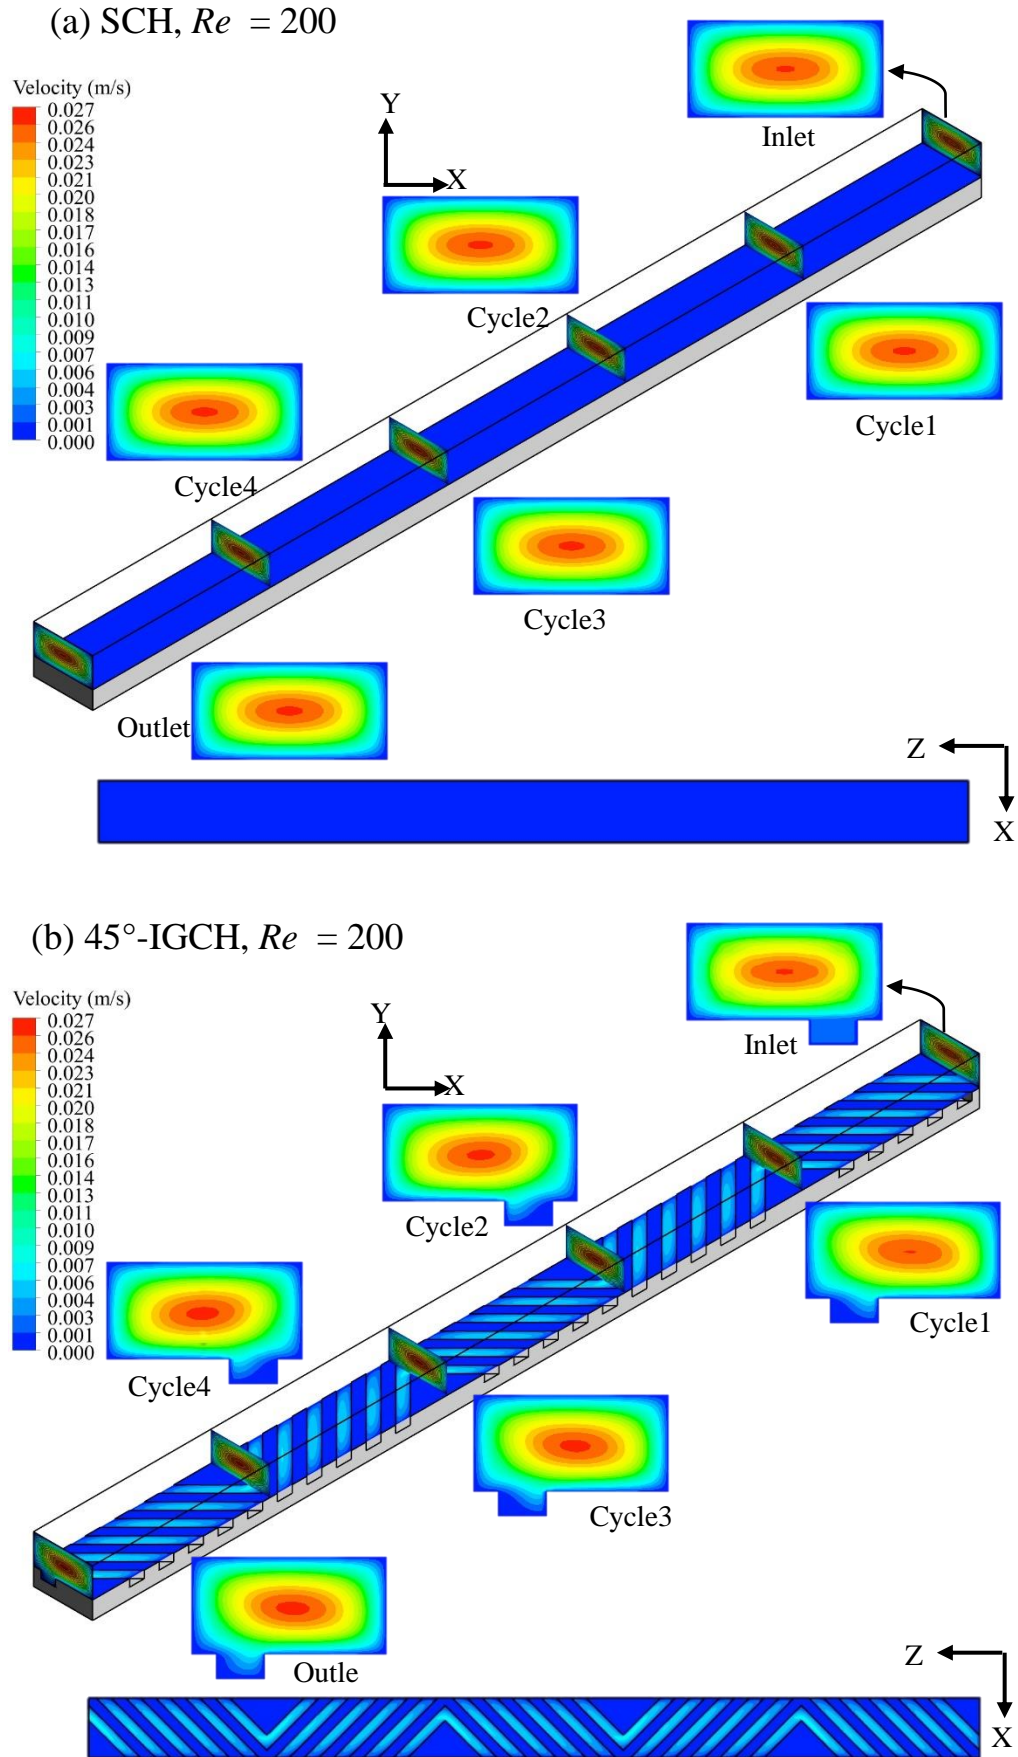 (a) SCH, Re = 200
Velocity (m/s)
0.027
0.026
0.024
0.023
0.021
0.020
0.018
0.017
0.016
0.014
0.013
0.011
0.010
0.009
0.007
0.006
0.004
0.003
0.001
0.000
Y
X
Inlet
Cycle2
Cycle1
Cycle4
Cycle3
Outlet
Z
X
(b) 45°-IGCH, Re = 200
Velocity (m/s)
0.027
0.026
0.024
0.023
0.021
0.020
0.018
0.017
0.016
0.014
0.013
0.011
0.010
0.009
0.007
0.006
0.004
0.003
0.001
0.000
Y
X
Inlet
Cycle2
Cycle1
Cycle4
Cycle3
Outle
Z
X